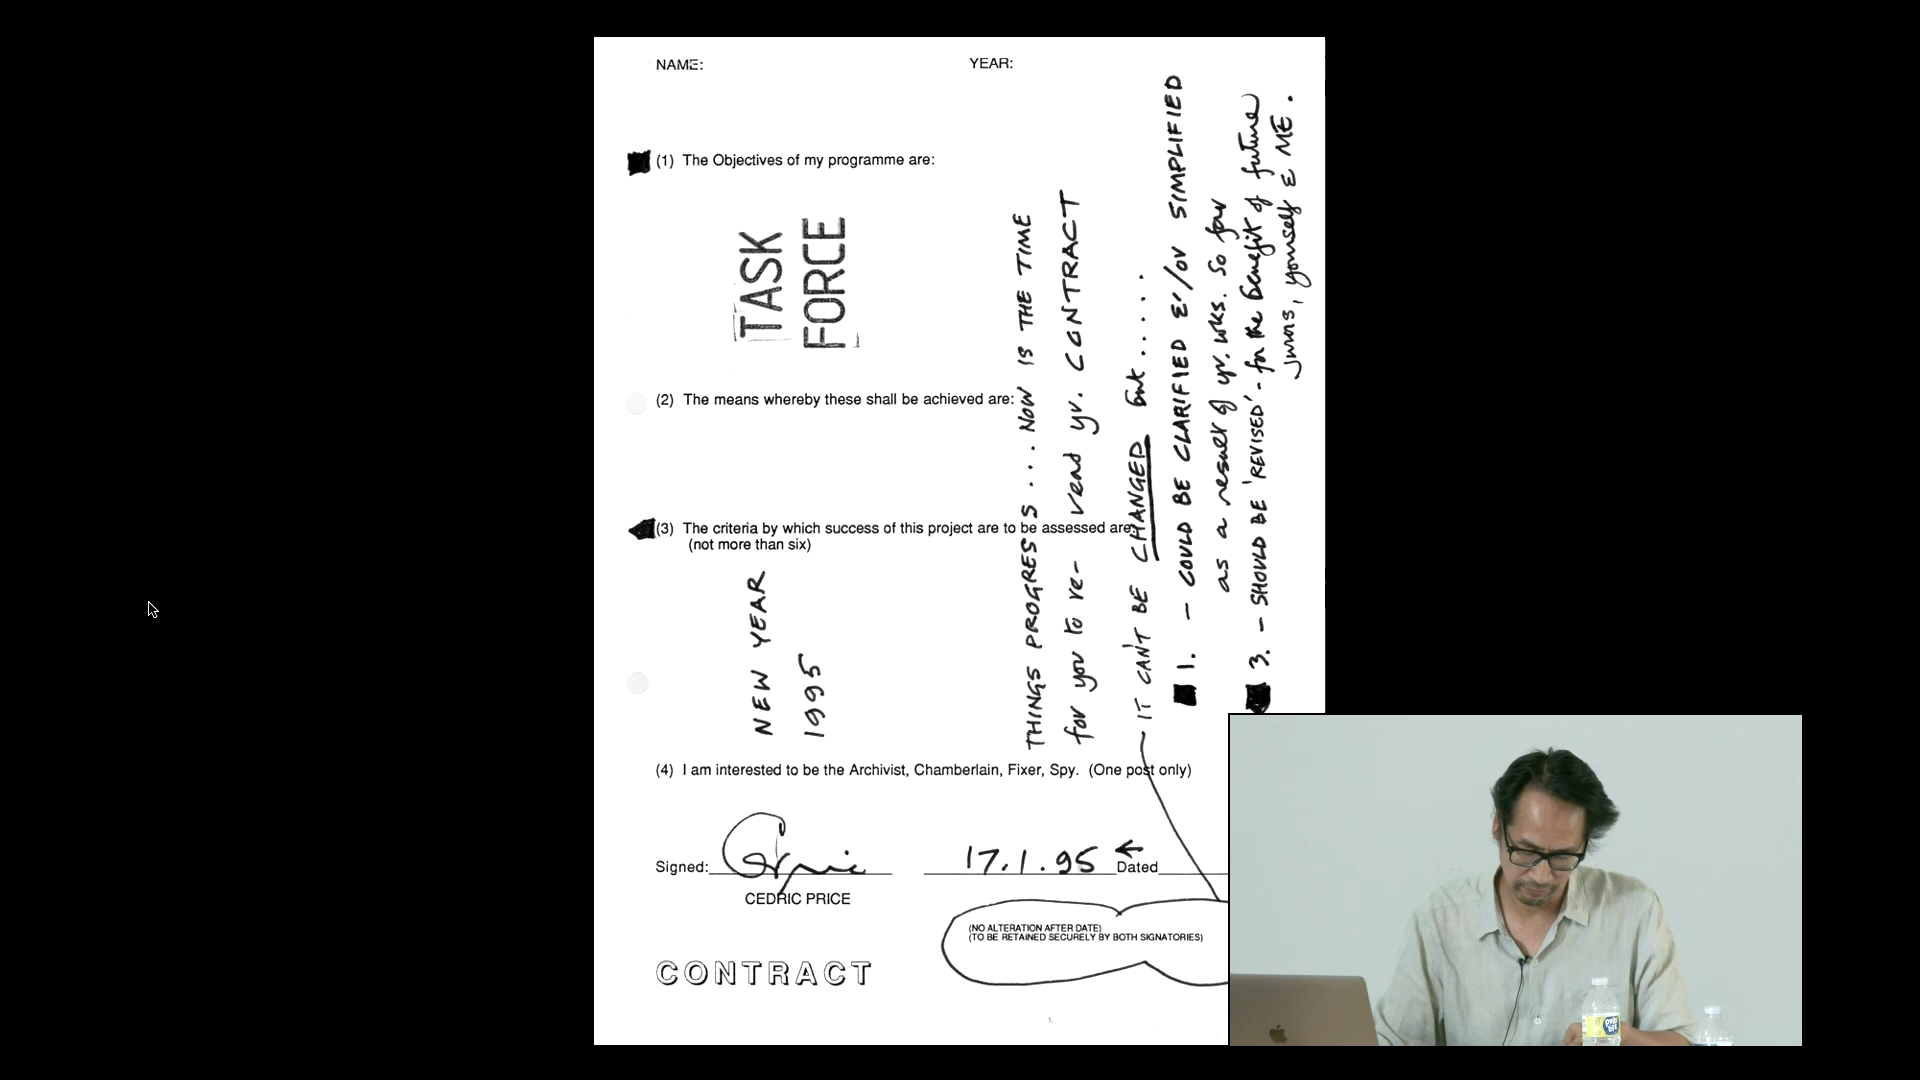 NAME:
YEAR:
(1) The Objectives of my programme are:
TASK
FORCE
(2) The means whereby these shall be achieved are:
(3) The criteria by which success of this project are to be assessed are:
(not more than six)
NEW YEAR
1995
THINGS PROGRESS .... NOW IS THE TIME
for you to re- read yr. CONTRACT
IT CAN'T BE CHANGED but.....
1. - COULD BE CLARIFIED &/or SIMPLIFIED
as a result of yr. wks. so far
3. - SHOULD BE 'REVISED' - for the benefit of future
jurors, yourself & ME.
(4) I am interested to be the Archivist, Chamberlain, Fixer, Spy. (One post only)
Signed:
17.1.95
Dated
CEDRIC PRICE
(NO ALTERATION AFTER DATE)
(TO BE RETAINED SECURELY BY BOTH SIGNATORIES)
CONTRACT